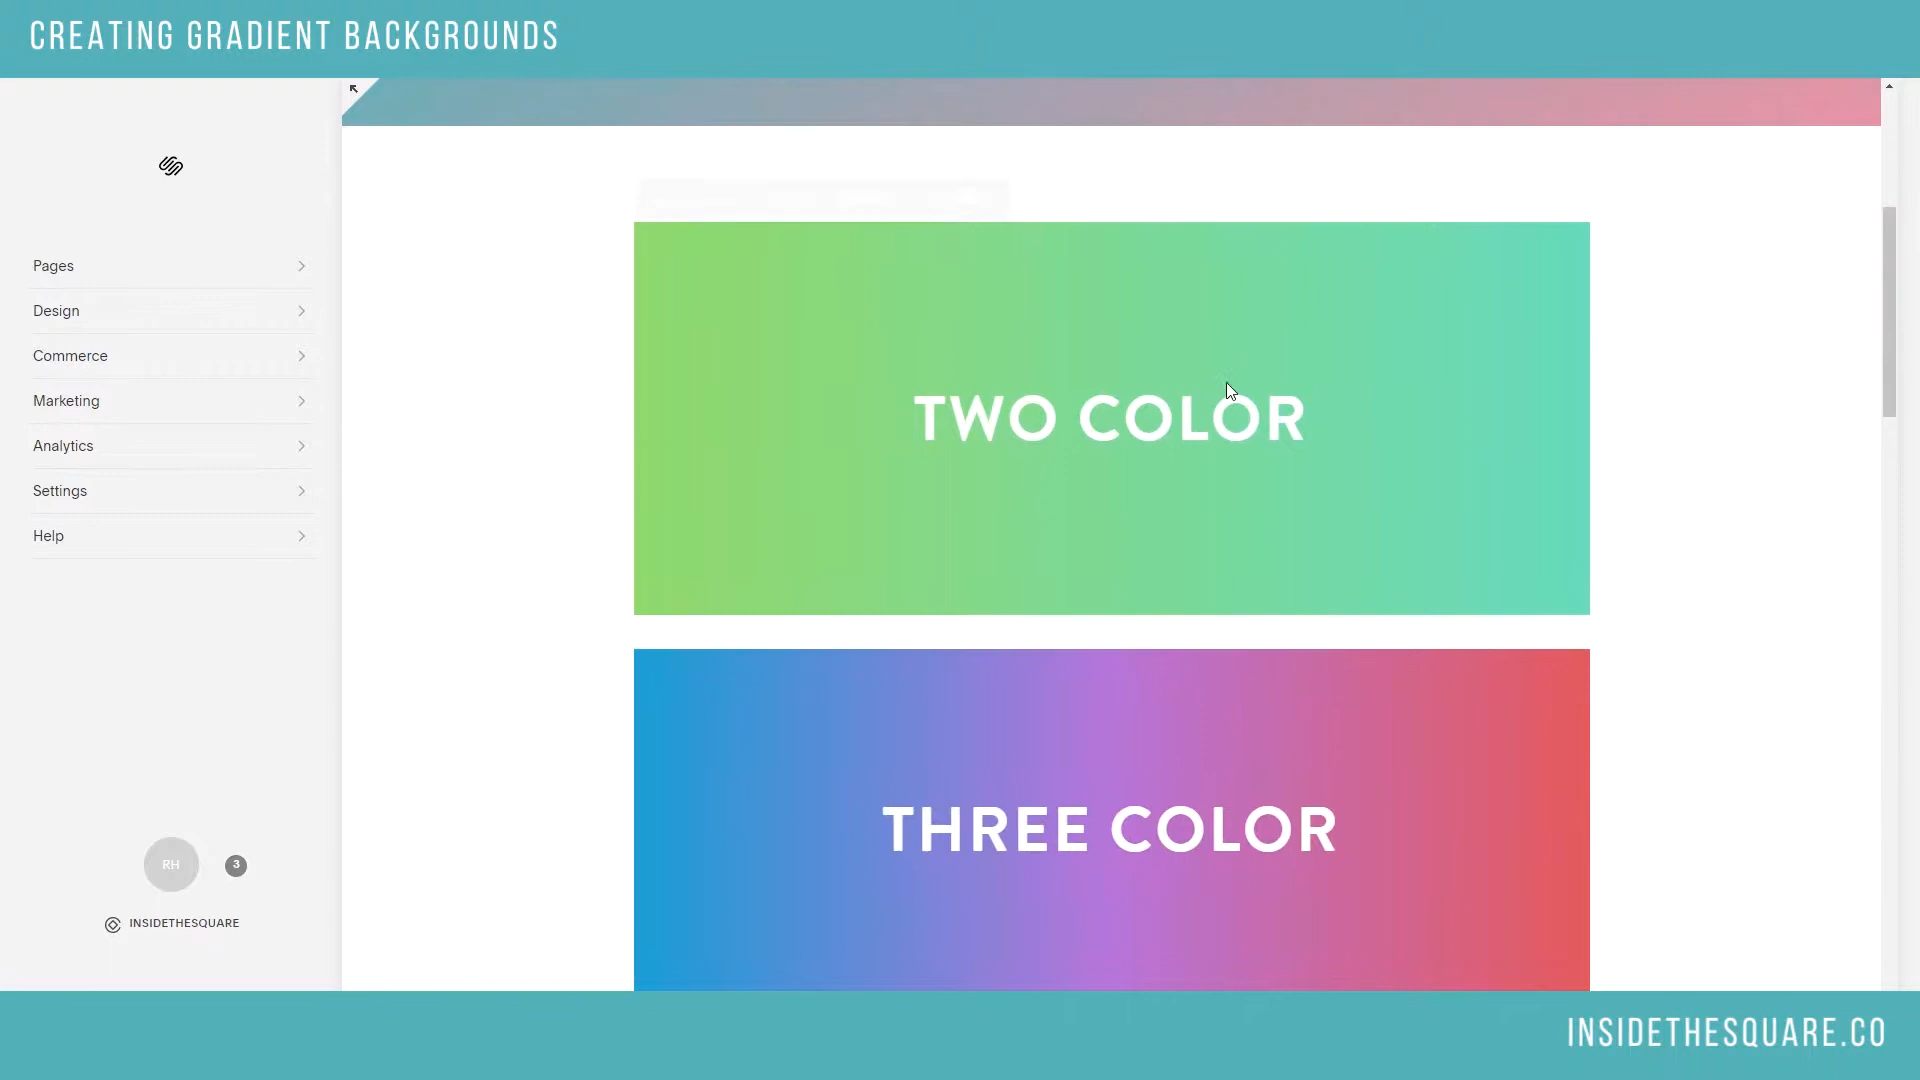 CREATING GRADIENT BACKGROUNDS
Pages
Design
Commerce
Marketing
Analytics
Settings
Help
RH
3
INSIDETHESQUARE
TWO COLOR
THREE COLOR
INSIDETHESQUARE.CO